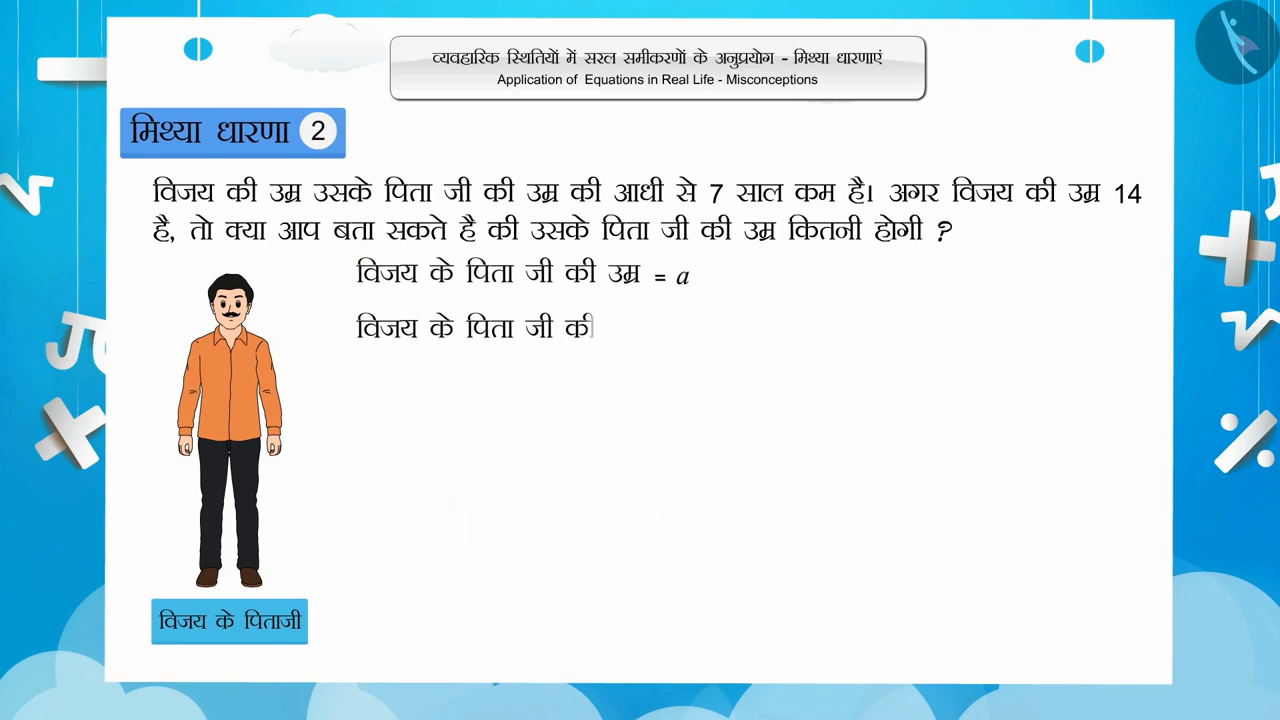 व्यवहारिक स्थितियों में सरल समीकरणों के अनुप्रयोग - मिथ्या धारणाएं
Application of Equations in Real Life - Misconceptions
मिथ्या धारणा 2
विजय की उम्र उसके पिता जी की उम्र की आधी से 7 साल कम है। अगर विजय की उम्र 14
है, तो क्या आप बता सकते है की उसके पिता जी की उम्र कितनी होगी ?
विजय के पिता जी की उम्र = a
विजय के पिता जी की
विजय के पिताजी